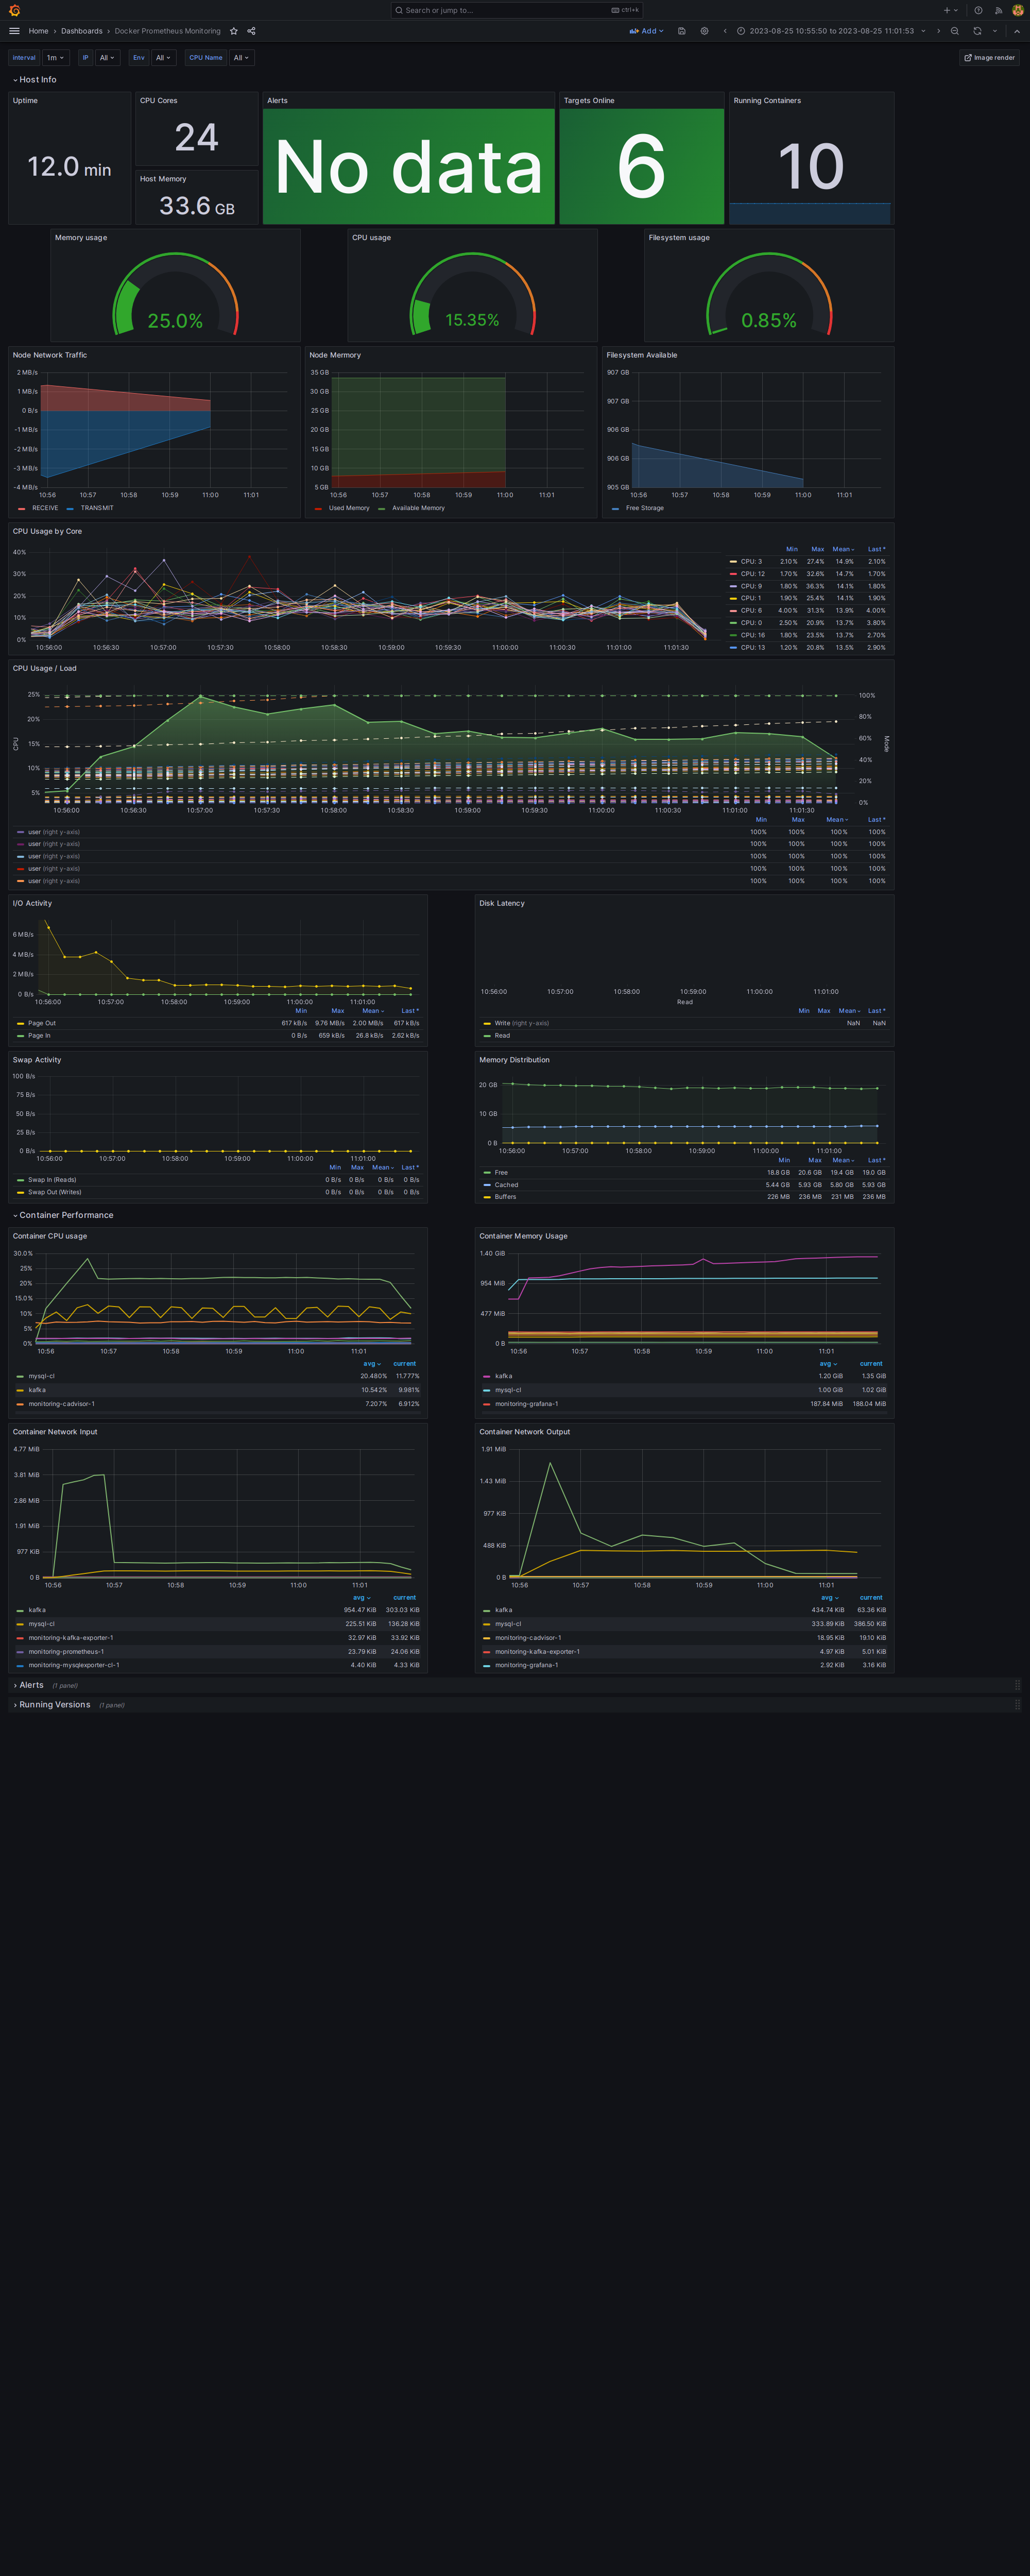 Search or jump to... ctrl+k
Home › Dashboards › Docker Prometheus Monitoring Add 2023-08-25 10:55:50 to 2023-08-25 11:01:53
Interval 1m IP All Env All CPU Name All Image render
Host Info
Uptime CPU Cores Alerts Targets Online Running Containers
12.0 min 24 No data 6 10
Host Memory
33.6 GB
Memory usage CPU usage Filesystem usage
25.0% 15.35% 0.85%
Node Network Traffic Node Mermory Filesystem Available
2 MB/s 35 GB 907 GB
1 MB/s 30 GB 907 GB
0 B/s 25 GB
-1 MB/s 20 GB 906 GB
-2 MB/s 15 GB 906 GB
-3 MB/s 10 GB
-4 MB/s 5 GB 905 GB
10:56 10:57 10:58 10:59 11:00 11:01 10:56 10:57 10:58 10:59 11:00 11:01 10:56 10:57 10:58 10:59 11:00 11:01
RECEIVE TRANSMIT Used Memory Available Memory Free Storage
CPU Usage by Core
40%
30%
20%
10%
0%
10:56:00 10:56:30 10:57:00 10:57:30 10:58:00 10:58:30 10:59:00 10:59:30 11:00:00 11:00:30 11:01:00 11:01:30
Min Max Mean Last *
CPU: 3 2.10% 27.4% 14.9% 2.10%
CPU: 12 1.70% 32.6% 14.7% 1.70%
CPU: 9 1.80% 36.3% 14.1% 1.80%
CPU: 1 1.90% 25.4% 14.1% 1.90%
CPU: 6 4.00% 31.3% 13.9% 4.00%
CPU: 0 2.50% 20.9% 13.7% 3.80%
CPU: 16 1.80% 23.5% 13.7% 2.70%
CPU: 13 1.20% 20.8% 13.5% 2.90%
CPU Usage / Load
25% 100%
20% 80%
15% 60%
10% 40%
5% 20%
0%
CPU
Mode
10:56:00 10:56:30 10:57:00 10:57:30 10:58:00 10:58:30 10:59:00 10:59:30 11:00:00 11:00:30 11:01:00 11:01:30
Min Max Mean Last *
user (right y-axis) 100% 100% 100% 100%
user (right y-axis) 100% 100% 100% 100%
user (right y-axis) 100% 100% 100% 100%
user (right y-axis) 100% 100% 100% 100%
user (right y-axis) 100% 100% 100% 100%
I/O Activity
6 MB/s
4 MB/s
2 MB/s
0 B/s
10:56:00 10:57:00 10:58:00 10:59:00 11:00:00 11:01:00
Min Max Mean Last *
Page Out 617 kB/s 9.76 MB/s 2.00 MB/s 617 kB/s
Page In 0 B/s 659 kB/s 26.8 kB/s 2.62 kB/s
Disk Latency
10:56:00 10:57:00 10:58:00 10:59:00 11:00:00 11:01:00
Read
Min Max Mean Last *
Write (right y-axis) NaN NaN
Read
Swap Activity
100 B/s
75 B/s
50 B/s
25 B/s
0 B/s
10:56:00 10:57:00 10:58:00 10:59:00 11:00:00 11:01:00
Min Max Mean Last *
Swap In (Reads) 0 B/s 0 B/s 0 B/s 0 B/s
Swap Out (Writes) 0 B/s 0 B/s 0 B/s 0 B/s
Memory Distribution
20 GB
10 GB
0 B
10:56:00 10:57:00 10:58:00 10:59:00 11:00:00 11:01:00
Min Max Mean Last *
Free 18.8 GB 20.6 GB 19.4 GB 19.0 GB
Cached 5.44 GB 5.93 GB 5.80 GB 5.93 GB
Buffers 226 MB 236 MB 231 MB 236 MB
Container Performance
Container CPU usage
30.0%
25%
20%
15.0%
10%
5%
0%
10:56 10:57 10:58 10:59 11:00 11:01
avg current
mysql-cl 20.480% 11.777%
kafka 10.542% 9.981%
monitoring-cadvisor-1 7.207% 6.912%
Container Memory Usage
1.40 GiB
954 MiB
477 MiB
0 B
10:56 10:57 10:58 10:59 11:00 11:01
avg current
kafka 1.20 GiB 1.35 GiB
mysql-cl 1.00 GiB 1.02 GiB
monitoring-grafana-1 187.84 MiB 188.04 MiB
Container Network Input
4.77 MiB
3.81 MiB
2.86 MiB
1.91 MiB
977 KiB
0 B
10:56 10:57 10:58 10:59 11:00 11:01
avg current
kafka 954.47 KiB 303.03 KiB
mysql-cl 225.51 KiB 136.28 KiB
monitoring-kafka-exporter-1 32.97 KiB 33.92 KiB
monitoring-prometheus-1 23.79 KiB 24.06 KiB
monitoring-mysqlexporter-cl-1 4.40 KiB 4.33 KiB
Container Network Output
1.91 MiB
1.43 MiB
977 KiB
488 KiB
0 B
10:56 10:57 10:58 10:59 11:00 11:01
avg current
kafka 434.74 KiB 63.36 KiB
mysql-cl 333.89 KiB 386.50 KiB
monitoring-cadvisor-1 18.95 KiB 19.10 KiB
monitoring-kafka-exporter-1 4.97 KiB 5.01 KiB
monitoring-grafana-1 2.92 KiB 3.16 KiB
Alerts (1 panel)
Running Versions (1 panel)